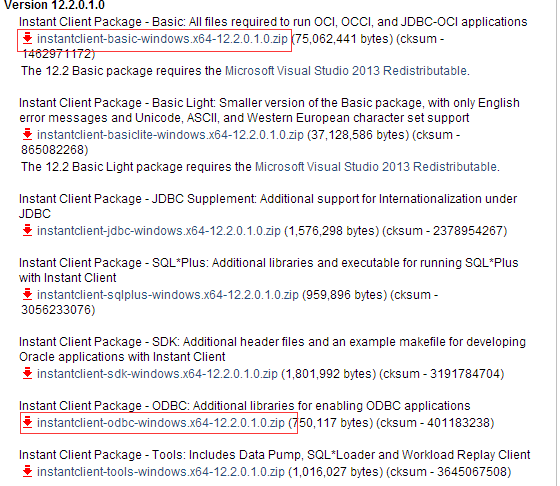 Version 12.2.0.1.0
Instant Client Package - Basic: All files required to run OCI, OCCI, and JDBC-OCI applications
instantclient-basic-windows.x64-12.2.0.1.0.zip (75,062,441 bytes) (cksum -
1462971172)
The 12.2 Basic package requires the Microsoft Visual Studio 2013 Redistributable.
Instant Client Package - Basic Light: Smaller version of the Basic package, with only English
error messages and Unicode, ASCII, and Western European character set support
instantclient-basiclite-windows.x64-12.2.0.1.0.zip (37,128,586 bytes) (cksum -
865082268)
The 12.2 Basic Light package requires the Microsoft Visual Studio 2013 Redistributable.
Instant Client Package - JDBC Supplement: Additional support for Internationalization under
JDBC
instantclient-jdbc-windows.x64-12.2.0.1.0.zip (1,576,298 bytes) (cksum - 2378954267)
Instant Client Package - SQL*Plus: Additional libraries and executable for running SQL*Plus
with Instant Client
instantclient-sqlplus-windows.x64-12.2.0.1.0.zip (959,896 bytes) (cksum -
3056233076)
Instant Client Package - SDK: Additional header files and an example makefile for developing
Oracle applications with Instant Client
instantclient-sdk-windows.x64-12.2.0.1.0.zip (1,801,992 bytes) (cksum - 3191784704)
Instant Client Package - ODBC: Additional libraries for enabling ODBC applications
instantclient-odbc-windows.x64-12.2.0.1.0.zip (750,117 bytes) (cksum - 401183238)
Instant Client Package - Tools: Includes Data Pump, SQL*Loader and Workload Replay Client
instantclient-tools-windows.x64-12.2.0.1.0.zip (1,016,027 bytes) (cksum - 3645067508)